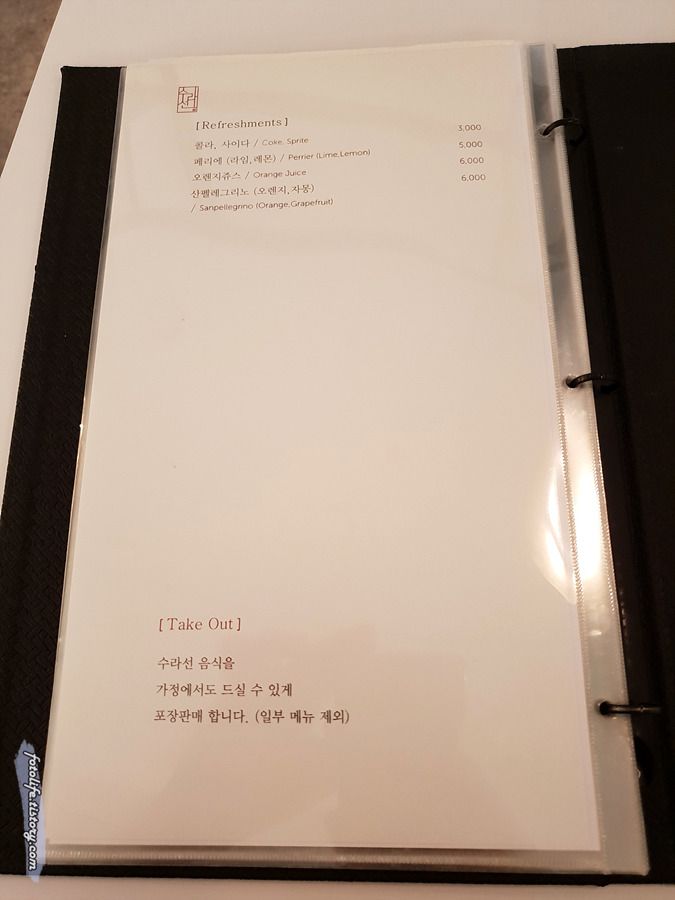 수라선
[Refreshments]
콜라, 사이다 / Coke, Sprite 3,000
페리에 (라임,레몬) / Perrier (Lime,Lemon) 5,000
오렌지쥬스 / Orange Juice 6,000
산펠레그리노 (오렌지,자몽) 6,000
/ Sanpellegrino (Orange,Grapefruit)
[Take Out]
수라선 음식을
가정에서도 드실 수 있게
포장판매 합니다. (일부 메뉴 제외)
fotolife.tistory.com